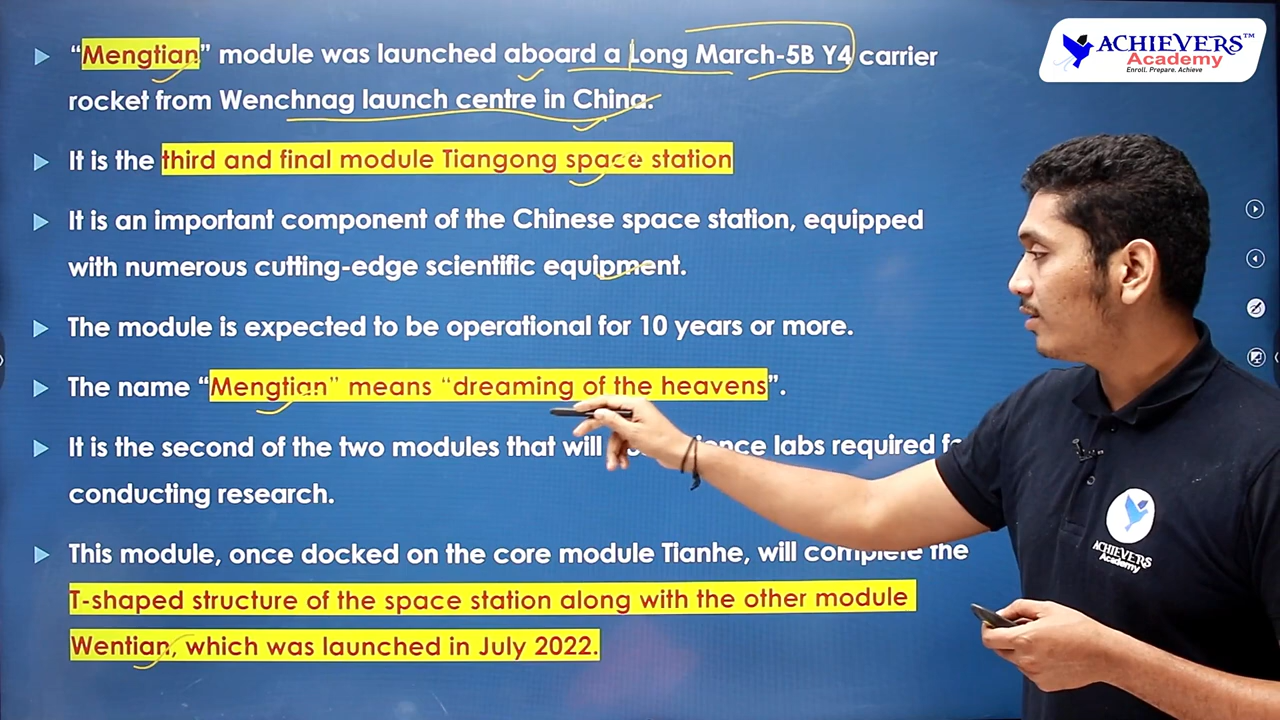 “Mengtian” module was launched aboard a Long March-5B Y4 carrier
rocket from Wenchnag launch centre in China.
It is the third and final module Tiangong space station
It is an important component of the Chinese space station, equipped
with numerous cutting-edge scientific equipment.
The module is expected to be operational for 10 years or more.
The name “Mengtian” means “dreaming of the heavens”.
It is the second of the two modules that will labs required
conducting research.
This module, once docked on the core module Tianhe, will complete the
T-shaped structure of the space station along with the other module
Wentian, which was launched in July 2022.
ACHIEVERS™
Academy
Enroll. Prepare. Achieve
ACHIEVERS
Academy